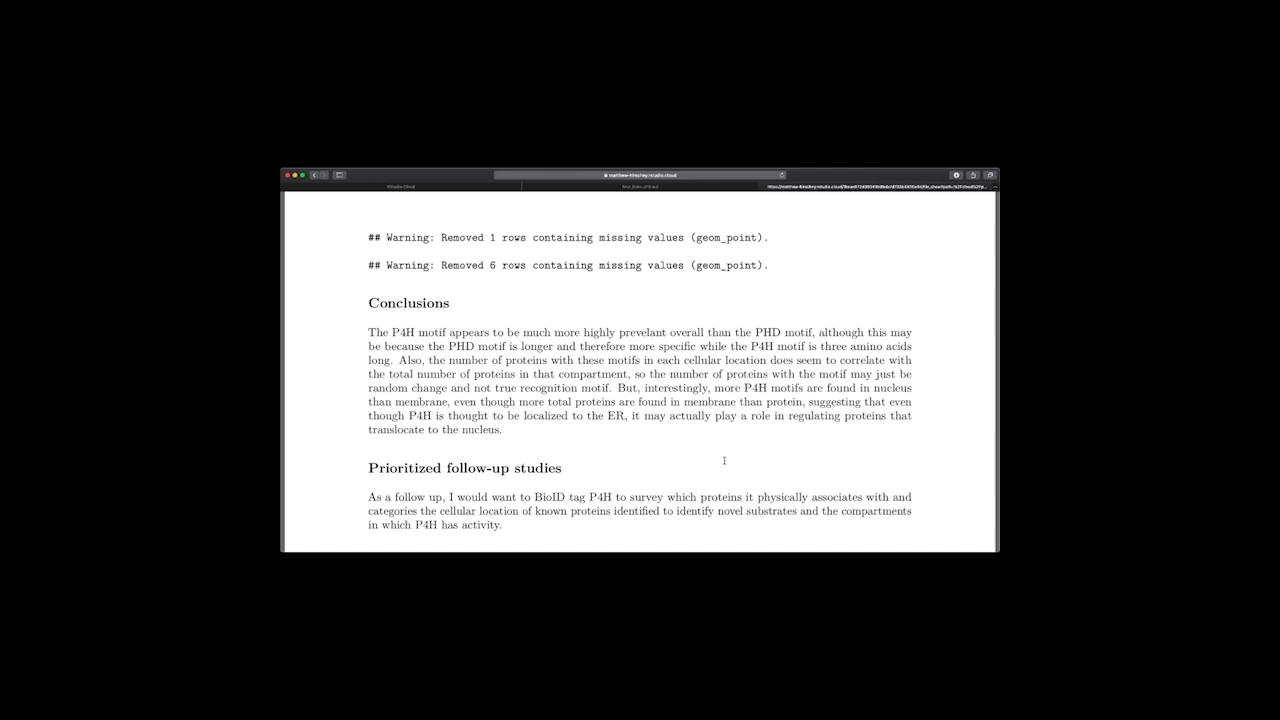 matthew-hirschey.rstudio.cloud
RStudio Cloud
## Warning: Removed 1 rows containing missing values (geom_point).
## Warning: Removed 6 rows containing missing values (geom_point).
Conclusions
The P4H motif appears to be much more highly prevelant overall than the PHD motif, although this may
be because the PHD motif is longer and therefore more specific while the P4H motif is three amino acids
long. Also, the number of proteins with these motifs in each cellular location does seem to correlate with
the total number of proteins in that compartment, so the number of proteins with the motif may just be
random change and not true recognition motif. But, interestingly, more P4H motifs are found in nucleus
than membrane, even though more total proteins are found in membrane than protein, suggesting that even
though P4H is thought to be localized to the ER, it may actually play a role in regulating proteins that
translocate to the nucleus.
Prioritized follow-up studies
As a follow up, I would want to BioID tag P4H to survey which proteins it physically associates with and
categories the cellular location of known proteins identified to identify novel substrates and the compartments
in which P4H has activity.